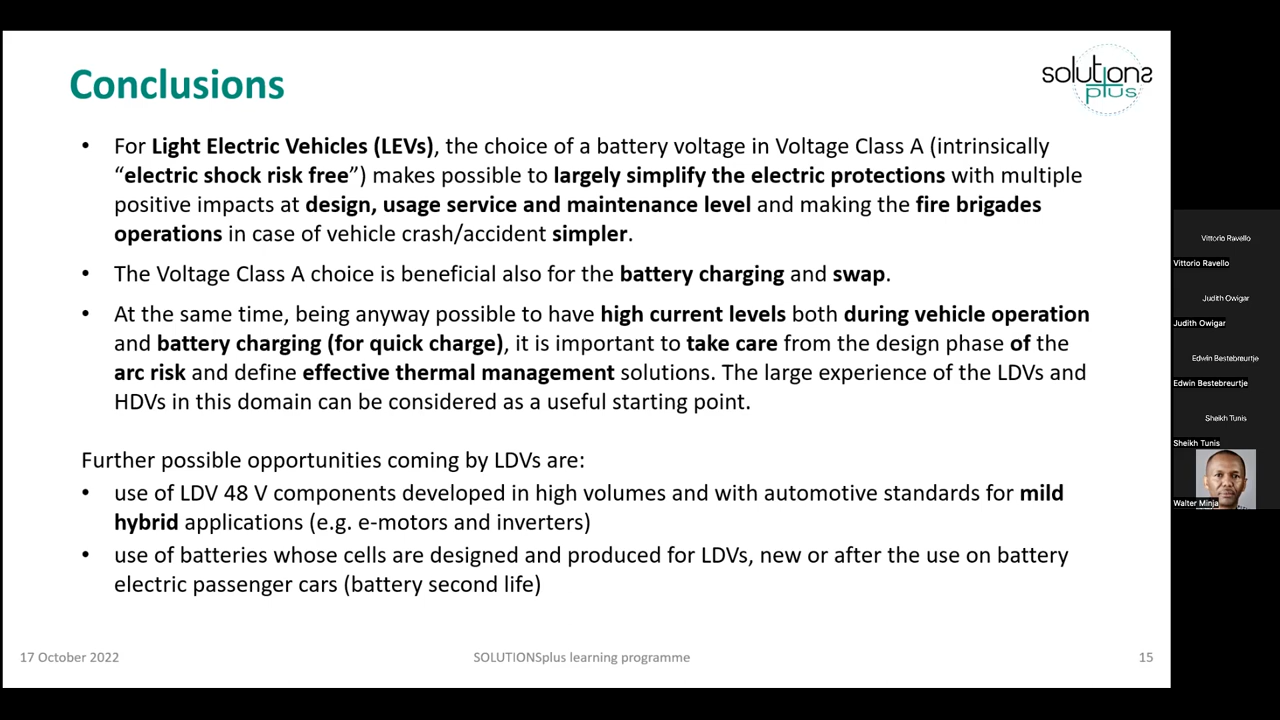 Conclusions
solutions
plus
• For Light Electric Vehicles (LEVs), the choice of a battery voltage in Voltage Class A (intrinsically
“electric shock risk free”) makes possible to largely simplify the electric protections with multiple
positive impacts at design, usage service and maintenance level and making the fire brigades
operations in case of vehicle crash/accident simpler.
• The Voltage Class A choice is beneficial also for the battery charging and swap.
• At the same time, being anyway possible to have high current levels both during vehicle operation
and battery charging (for quick charge), it is important to take care from the design phase of the
arc risk and define effective thermal management solutions. The large experience of the LDVs and
HDVs in this domain can be considered as a useful starting point.
Further possible opportunities coming by LDVs are:
• use of LDV 48 V components developed in high volumes and with automotive standards for mild
hybrid applications (e.g. e-motors and inverters)
• use of batteries whose cells are designed and produced for LDVs, new or after the use on battery
electric passenger cars (battery second life)
17 October 2022
SOLUTIONSplus learning programme
15
Vittorio Ravello
Vittorio Ravello
Judith Owigar
Judith Owigar
Edwin Bestebreurtje
Edwin Bestebreurtje
Sheikh Tunis
Sheikh Tunis
Walter Minja